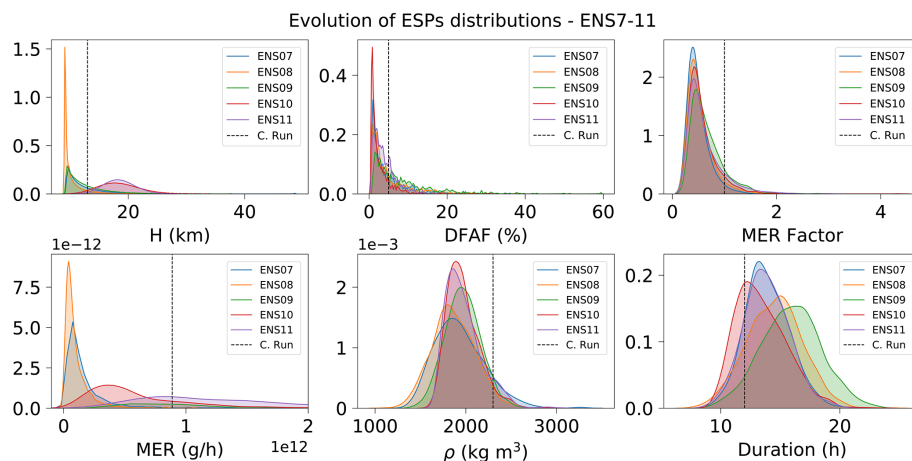 Evolution of ESPs distributions - ENS7-11
1.5
1.0
0.5
0.0
20
40
H (km)
ENS07
ENS08
ENS09
ENS10
ENS11
C. Run
0.4
0.2
0.0
0
20
40
60
DFAF (%)
ENS07
ENS08
ENS09
ENS10
ENS11
C. Run
2
1
0
0
2
4
MER Factor
ENS07
ENS08
ENS09
ENS10
ENS11
C. Run
1e−12
7.5
5.0
2.5
0.0
0
1
2
MER (g/h)
1e12
ENS07
ENS08
ENS09
ENS10
ENS11
C. Run
1e−3
2
1
0
1000
2000
3000
ρ (kg m³)
ENS07
ENS08
ENS09
ENS10
ENS11
C. Run
0.2
0.1
0.0
10
20
Duration (h)
ENS07
ENS08
ENS09
ENS10
ENS11
C. Run